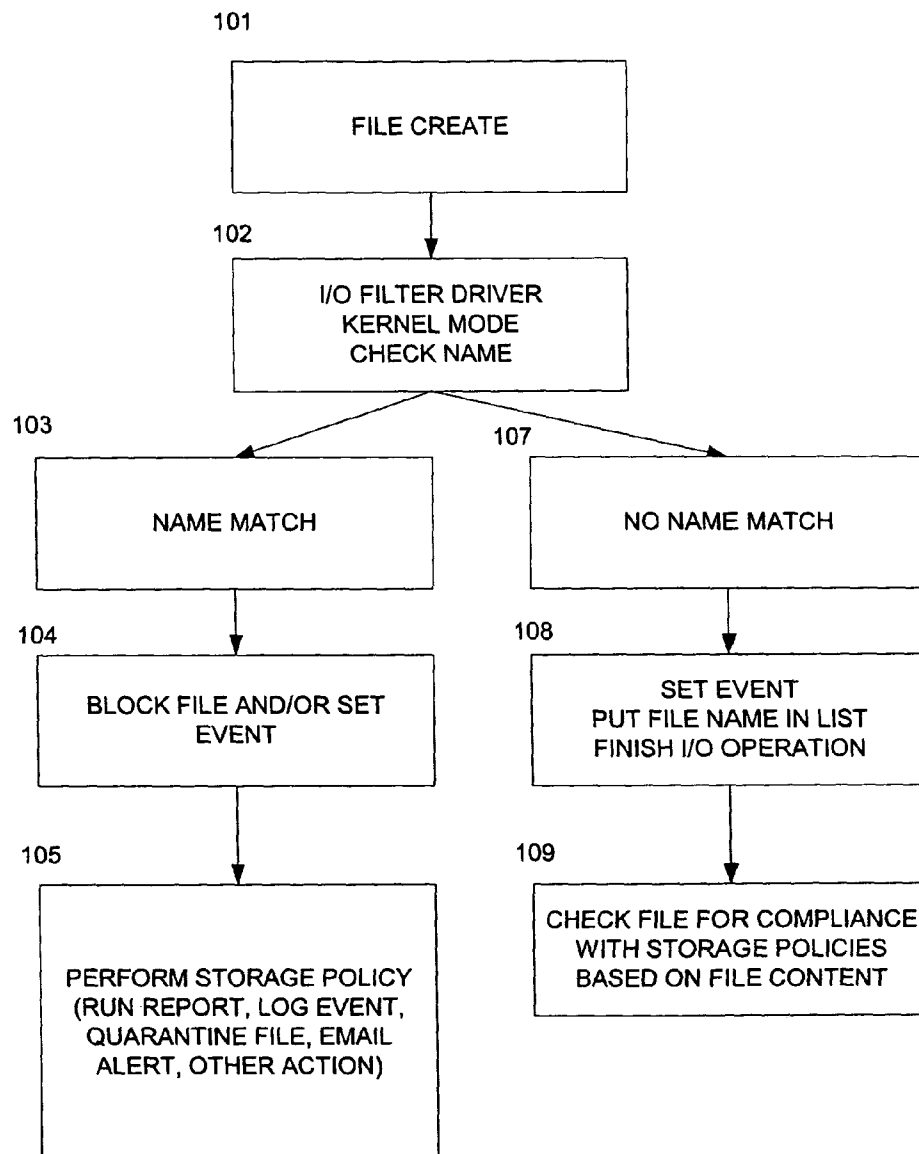 101
FILE CREATE
102
I/O FILTER DRIVER
KERNEL MODE
CHECK NAME
103
NAME MATCH
107
NO NAME MATCH
104
BLOCK FILE AND/OR SET
EVENT
108
SET EVENT
PUT FILE NAME IN LIST
FINISH I/O OPERATION
105
PERFORM STORAGE POLICY
(RUN REPORT, LOG EVENT,
QUARANTINE FILE, EMAIL
ALERT, OTHER ACTION)
109
CHECK FILE FOR COMPLIANCE
WITH STORAGE POLICIES
BASED ON FILE CONTENT